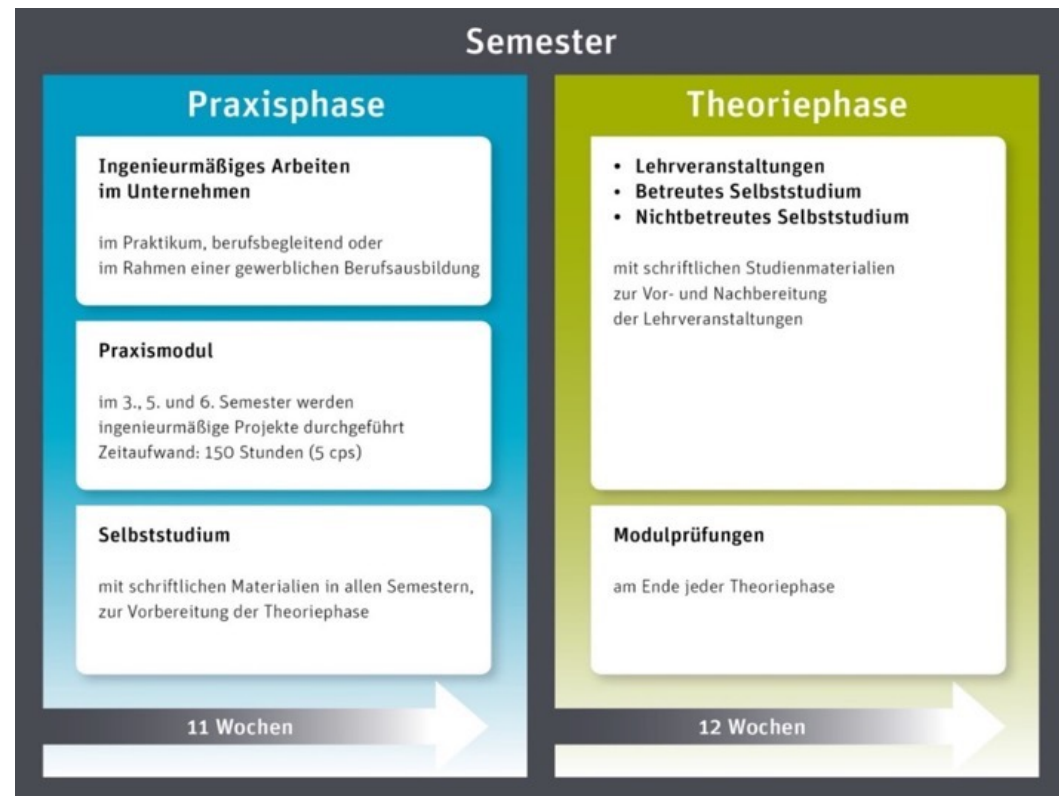 Semester
Praxisphase
Ingenieurmäßiges Arbeiten
im Unternehmen
im Praktikum, berufsbegleitend oder
im Rahmen einer gewerblichen Berufsausbildung
Praxismodul
im 3., 5. und 6. Semester werden
ingenieurmäßige Projekte durchgeführt
Zeitaufwand: 150 Stunden (5 cps)
Selbststudium
mit schriftlichen Materialien in allen Semestern,
zur Vorbereitung der Theoriephase
11 Wochen
Theoriephase
• Lehrveranstaltungen
• Betreutes Selbststudium
• Nichtbetreutes Selbststudium
mit schriftlichen Studienmaterialien
zur Vor- und Nachbereitung
der Lehrveranstaltungen
Modulprüfungen
am Ende jeder Theoriephase
12 Wochen